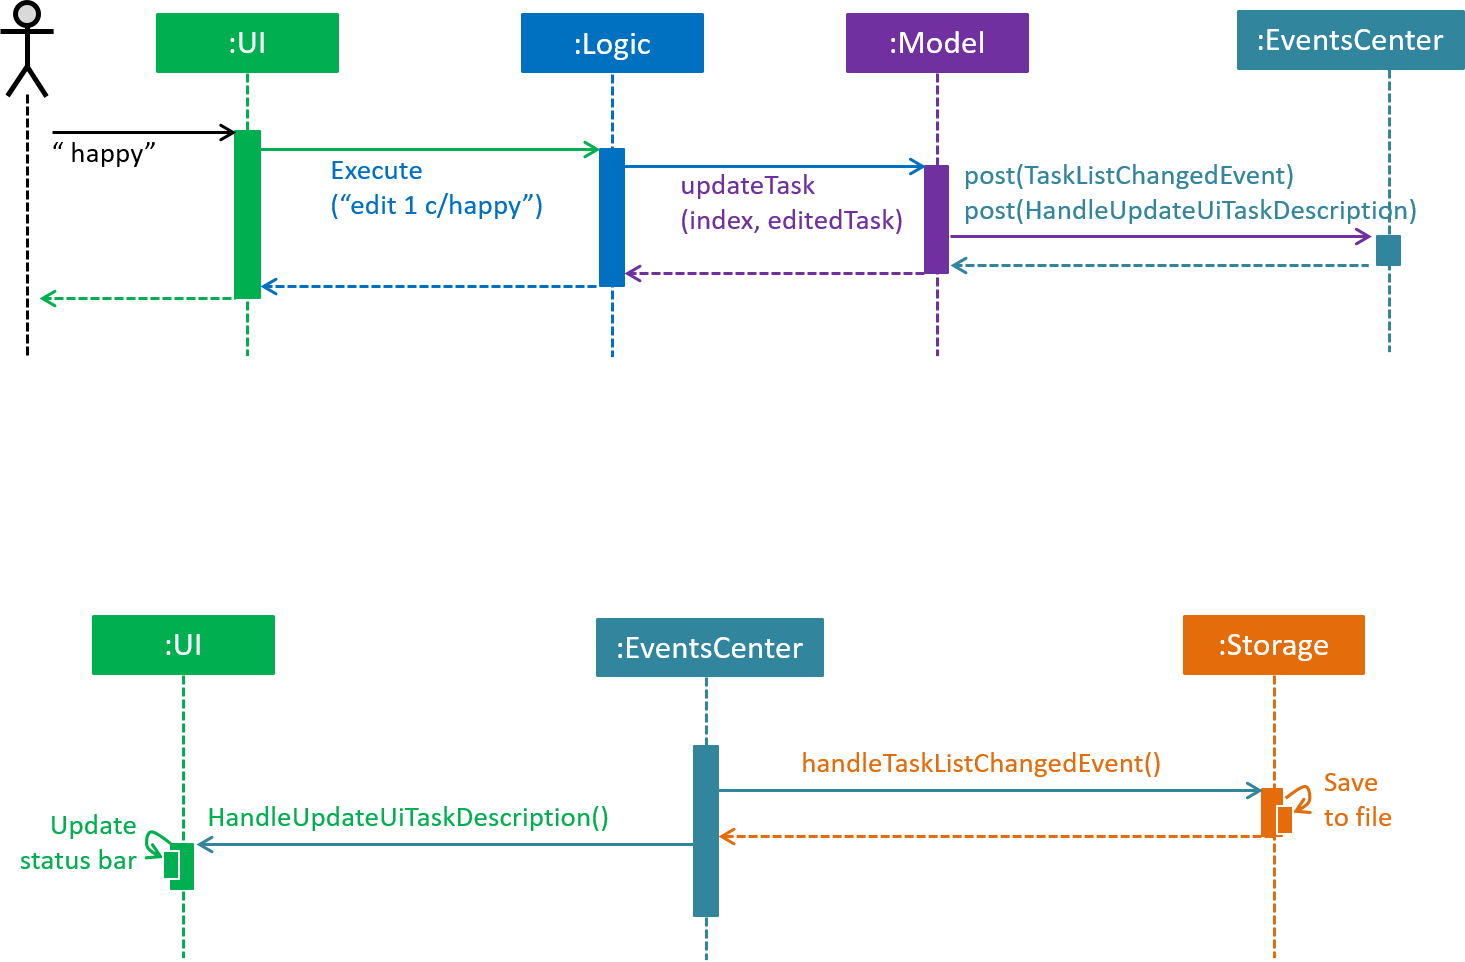 :UI
:Logic
:Model
:EventsCenter
“ happy”
Execute
(“edit 1 c/happy”)
updateTask
(index, editedTask)
post(TaskListChangedEvent)
post(HandleUpdateUiTaskDescription)
:UI
:EventsCenter
:Storage
handleTaskListChangedEvent()
Save
to file
HandleUpdateUiTaskDescription()
Update
status bar